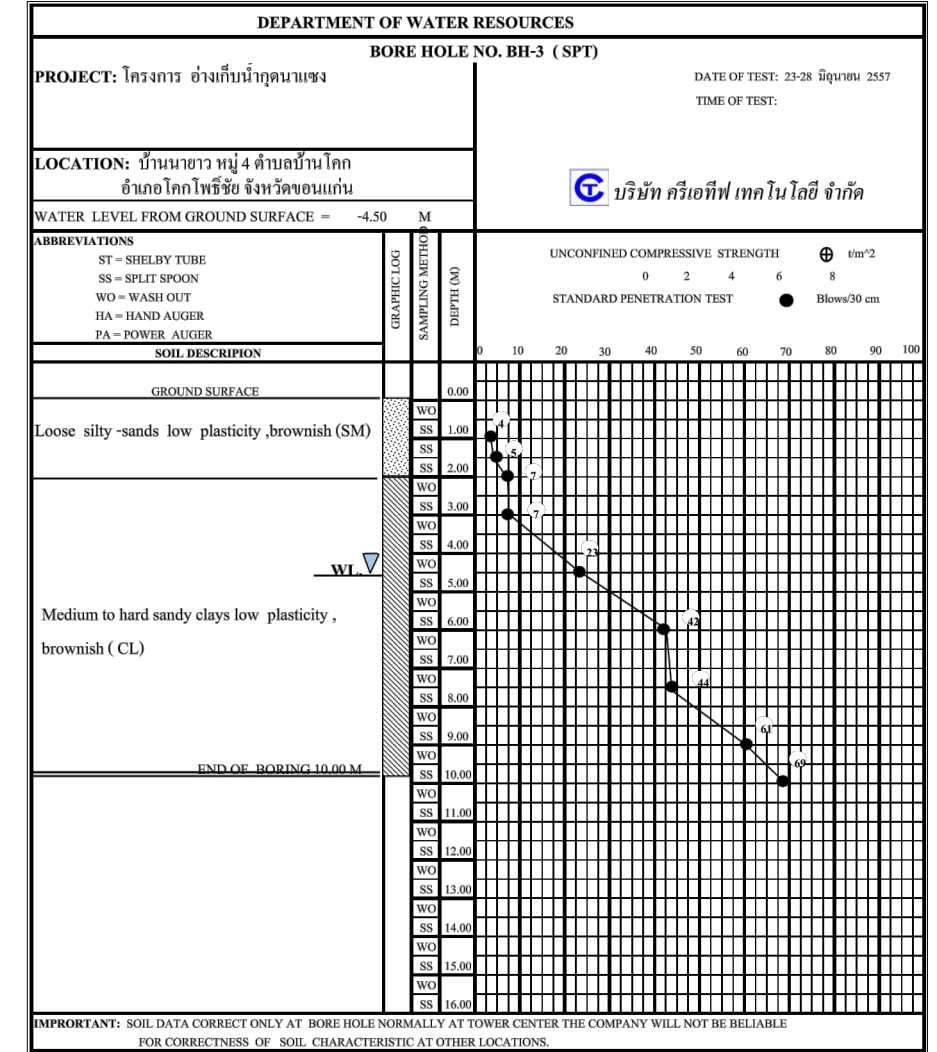 DEPARTMENT OF WATER RESOURCES
BORE HOLE NO. BH-3 ( SPT)
PROJECT: โครงการ อ่างเก็บน้ำกุดนาแซง
DATE OF TEST: 23-28 มิถุนายน 2557
TIME OF TEST:
LOCATION: บ้านนายาว หมู่ 4 ตำบลบ้านโคก
อำเภอโคกโพธิ์ชัย จังหวัดขอนแก่น
บริษัท ครีเอทีฟ เทคโนโลยี จำกัด
WATER LEVEL FROM GROUND SURFACE = -4.50 M
ABBREVIATIONS
ST = SHELBY TUBE
SS = SPLIT SPOON
WO = WASH OUT
HA = HAND AUGER
PA = POWER AUGER
SOIL DESCRIPION
GRAPHIC LOG
SAMPLING METHOD
DEPTH (M)
UNCONFINED COMPRESSIVE STRENGTH t/m^2
0 2 4 6 8
STANDARD PENETRATION TEST Blows/30 cm
0 10 20 30 40 50 60 70 80 90 100
GROUND SURFACE 0.00
WO
Loose silty -sands low plasticity ,brownish (SM)
SS 1.00 4
SS 5
SS 2.00 7
WO
SS 3.00 7
WO
SS 4.00 23
WL. WO
SS 5.00
WO
Medium to hard sandy clays low plasticity ,
SS 6.00 42
brownish ( CL)
WO
SS 7.00
WO 44
SS 8.00
WO
SS 9.00 61
WO 69
END OF BORING 10.00 M
SS 10.00
WO
SS 11.00
WO
SS 12.00
WO
SS 13.00
WO
SS 14.00
WO
SS 15.00
WO
SS 16.00
IMPRORTANT: SOIL DATA CORRECT ONLY AT BORE HOLE NORMALLY AT TOWER CENTER THE COMPANY WILL NOT BE BELIABLE
FOR CORRECTNESS OF SOIL CHARACTERISTIC AT OTHER LOCATIONS.